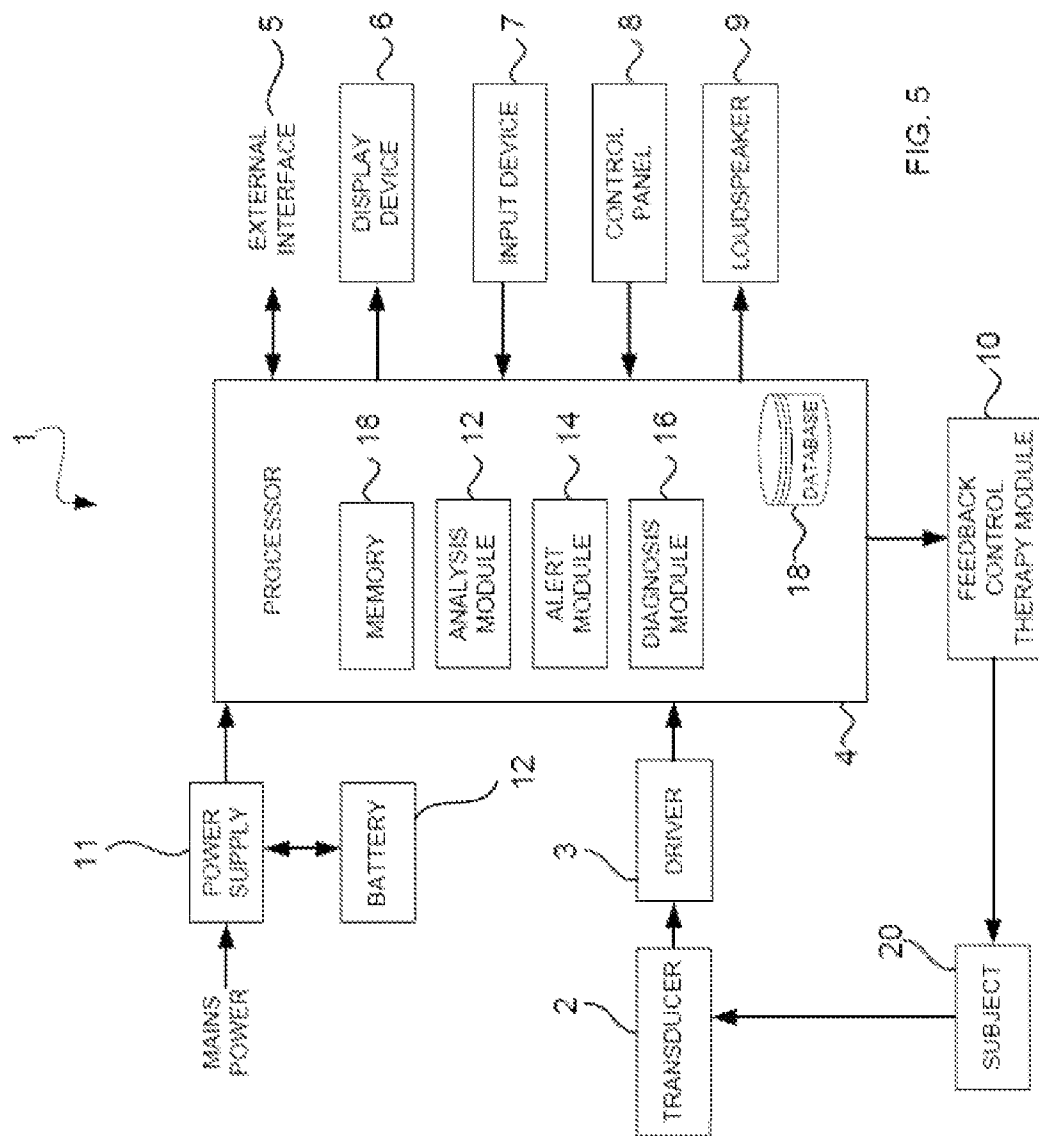 1
MAINS
POWER
11
POWER
SUPPLY
BATTERY
12
2
TRANSDUCER
3
DRIVER
4
PROCESSOR
MEMORY
18
ANALYSIS
MODULE
12
ALERT
MODULE
14
DIAGNOSIS
MODULE
16
18
DATABASE
EXTERNAL
INTERFACE
5
DISPLAY
DEVICE
6
INPUT DEVICE
7
CONTROL
PANEL
8
LOUDSPEAKER
9
20
SUBJECT
FEEDBACK
CONTROL
THERAPY MODULE
10
FIG. 5